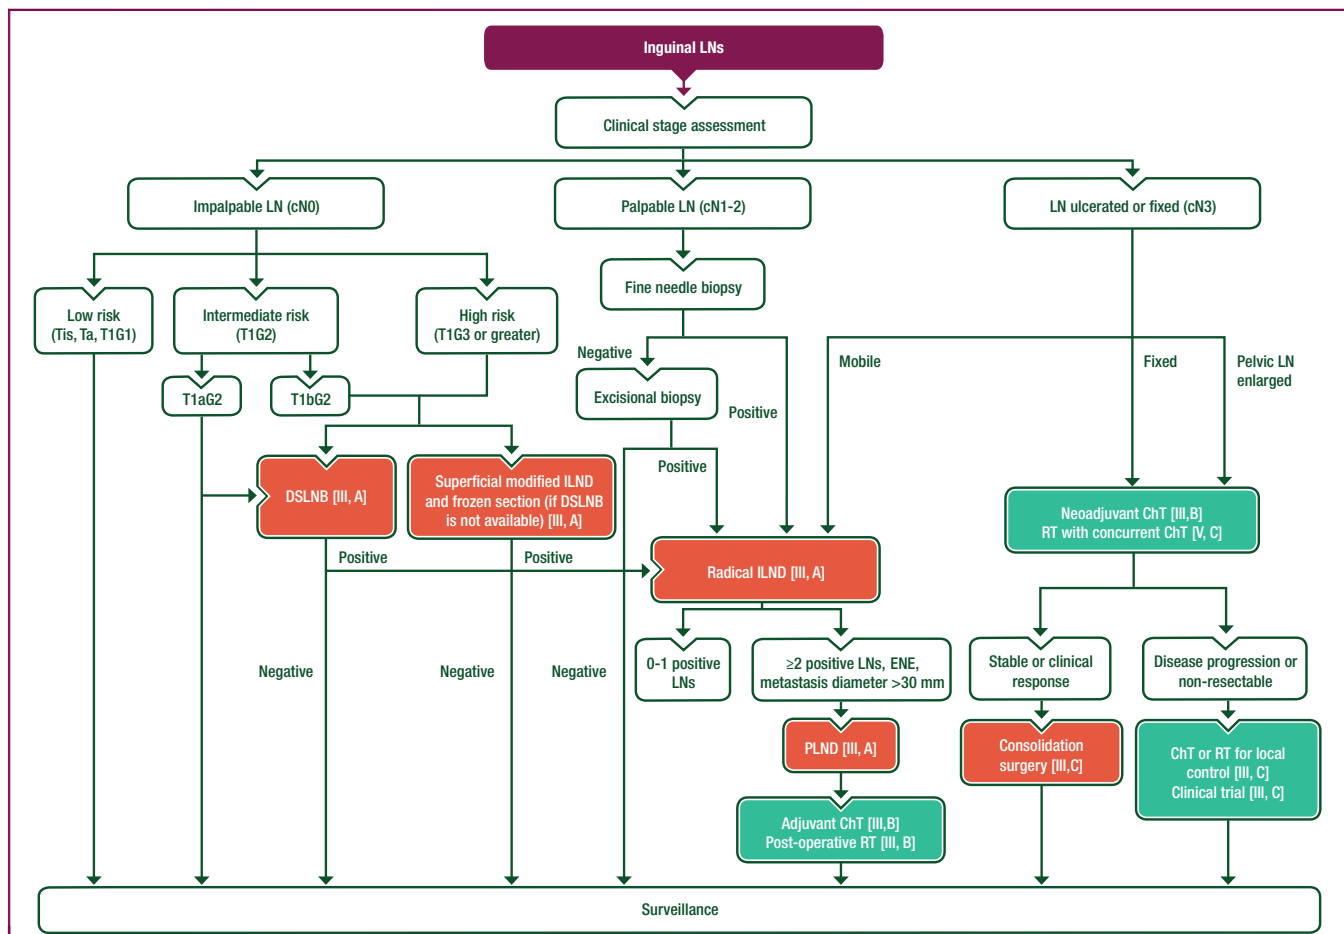 Inguinal LNs
Clinical stage assessment
Impalpable LN (cN0)
Palpable LN (cN1-2)
LN ulcerated or fixed (cN3)
Fine needle biopsy
Low risk
(Tis, Ta, T1G1)
Intermediate risk
(T1G2)
High risk
(T1G3 or greater)
Negative
Mobile
Fixed
Pelvic LN
enlarged
T1aG2
T1bG2
Excisional biopsy
Positive
Positive
DSLNB [III, A]
Superficial modified ILND
and frozen section (if DSLNB
is not available) [III, A]
Neoadjuvant ChT [III,B]
RT with concurrent ChT [V, C]
Positive
Positive
Radical ILND [III, A]
Negative
Negative
Negative
0-1 positive
LNs
≥2 positive LNs, ENE,
metastasis diameter >30 mm
Stable or clinical
response
Disease progression or
non-resectable
PLND [III, A]
Consolidation
surgery [III,C]
ChT or RT for local
control [III, C]
Clinical trial [III, C]
Adjuvant ChT [III,B]
Post-operative RT [III, B]
Surveillance